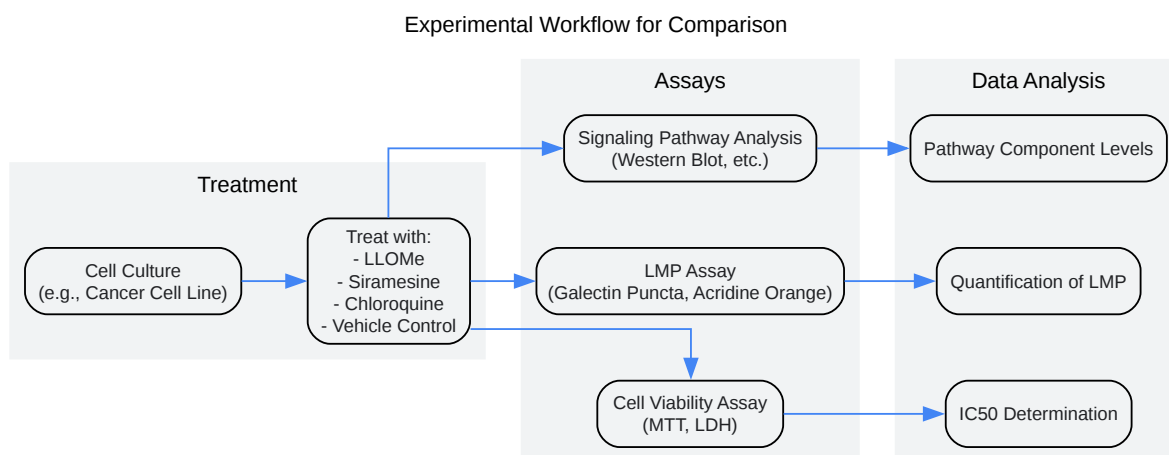 Experimental Workflow for Comparison
Treatment
Cell Culture
(e.g., Cancer Cell Line)
Treat with:
- LLOMe
- Siramesine
- Chloroquine
- Vehicle Control
Assays
Signaling Pathway Analysis
(Western Blot, etc.)
LMP Assay
(Galectin Puncta, Acridine Orange)
Cell Viability Assay
(MTT, LDH)
Data Analysis
Pathway Component Levels
Quantification of LMP
IC50 Determination